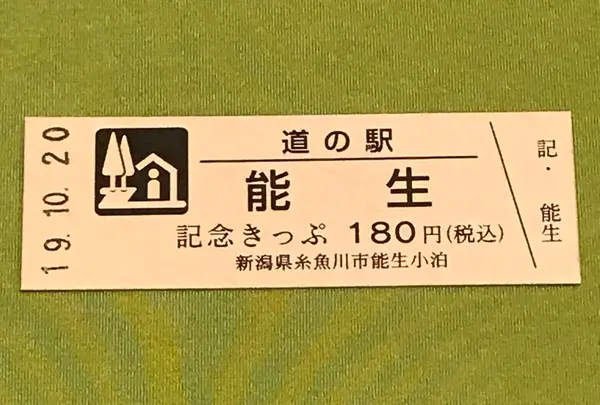 19.10.20
道の駅
能生
記念きっぷ 180円(税込)
新潟県糸魚川市能生小泊
記・能生